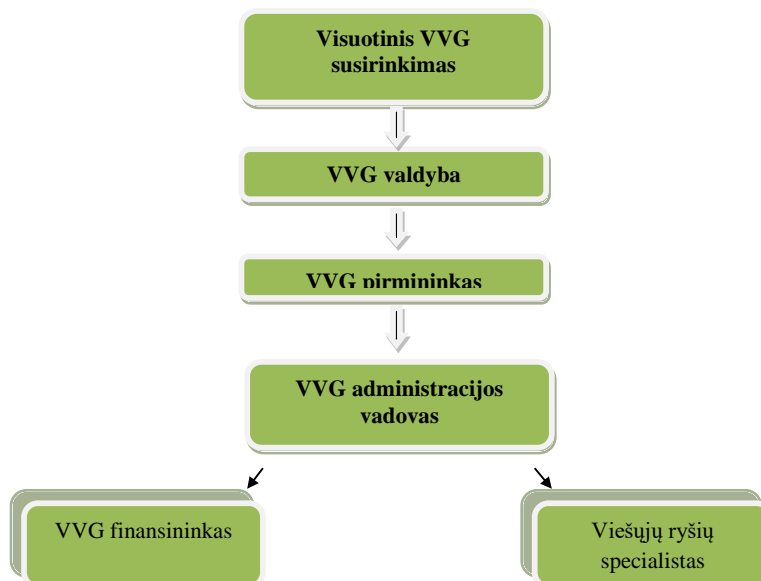 Visuotinis VVG
susirinkimas
VVG valdyba
VVG pirmininkas
VVG administracijos
vadovas
VVG finansininkas
Viešųjų ryšių
specialistas